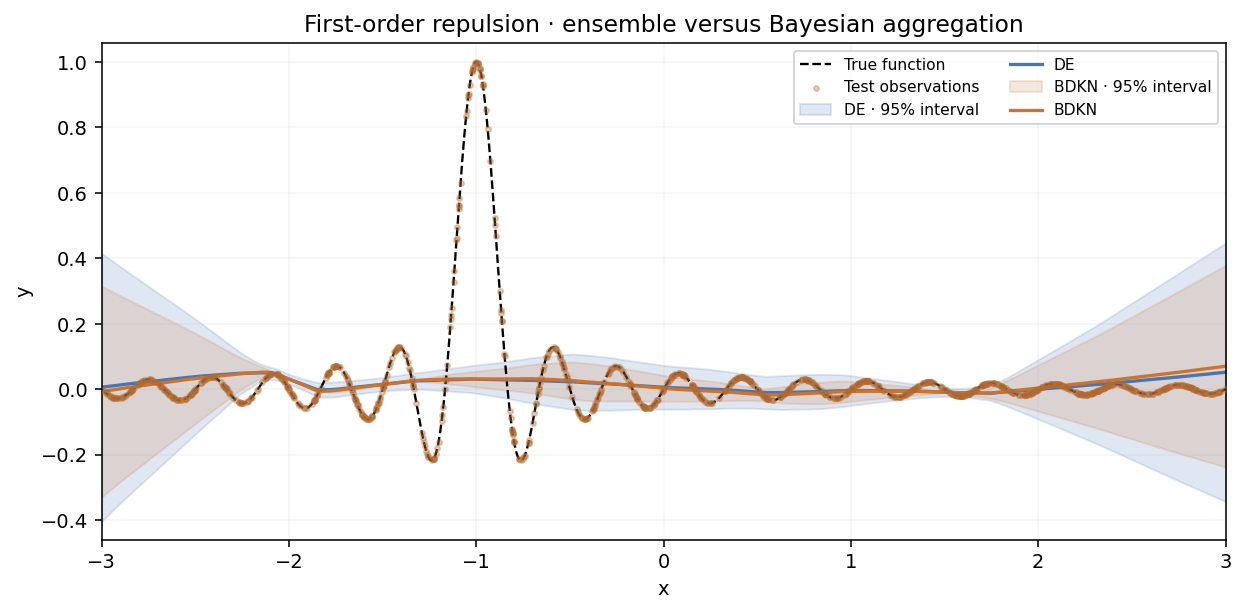 First-order repulsion · ensemble versus Bayesian aggregation
True function
Test observations
DE · 95% interval
DE
BDKN · 95% interval
BDKN
y
1.0
0.8
0.6
0.4
0.2
0.0
−0.2
−0.4
−3
−2
−1
0
1
2
3
x